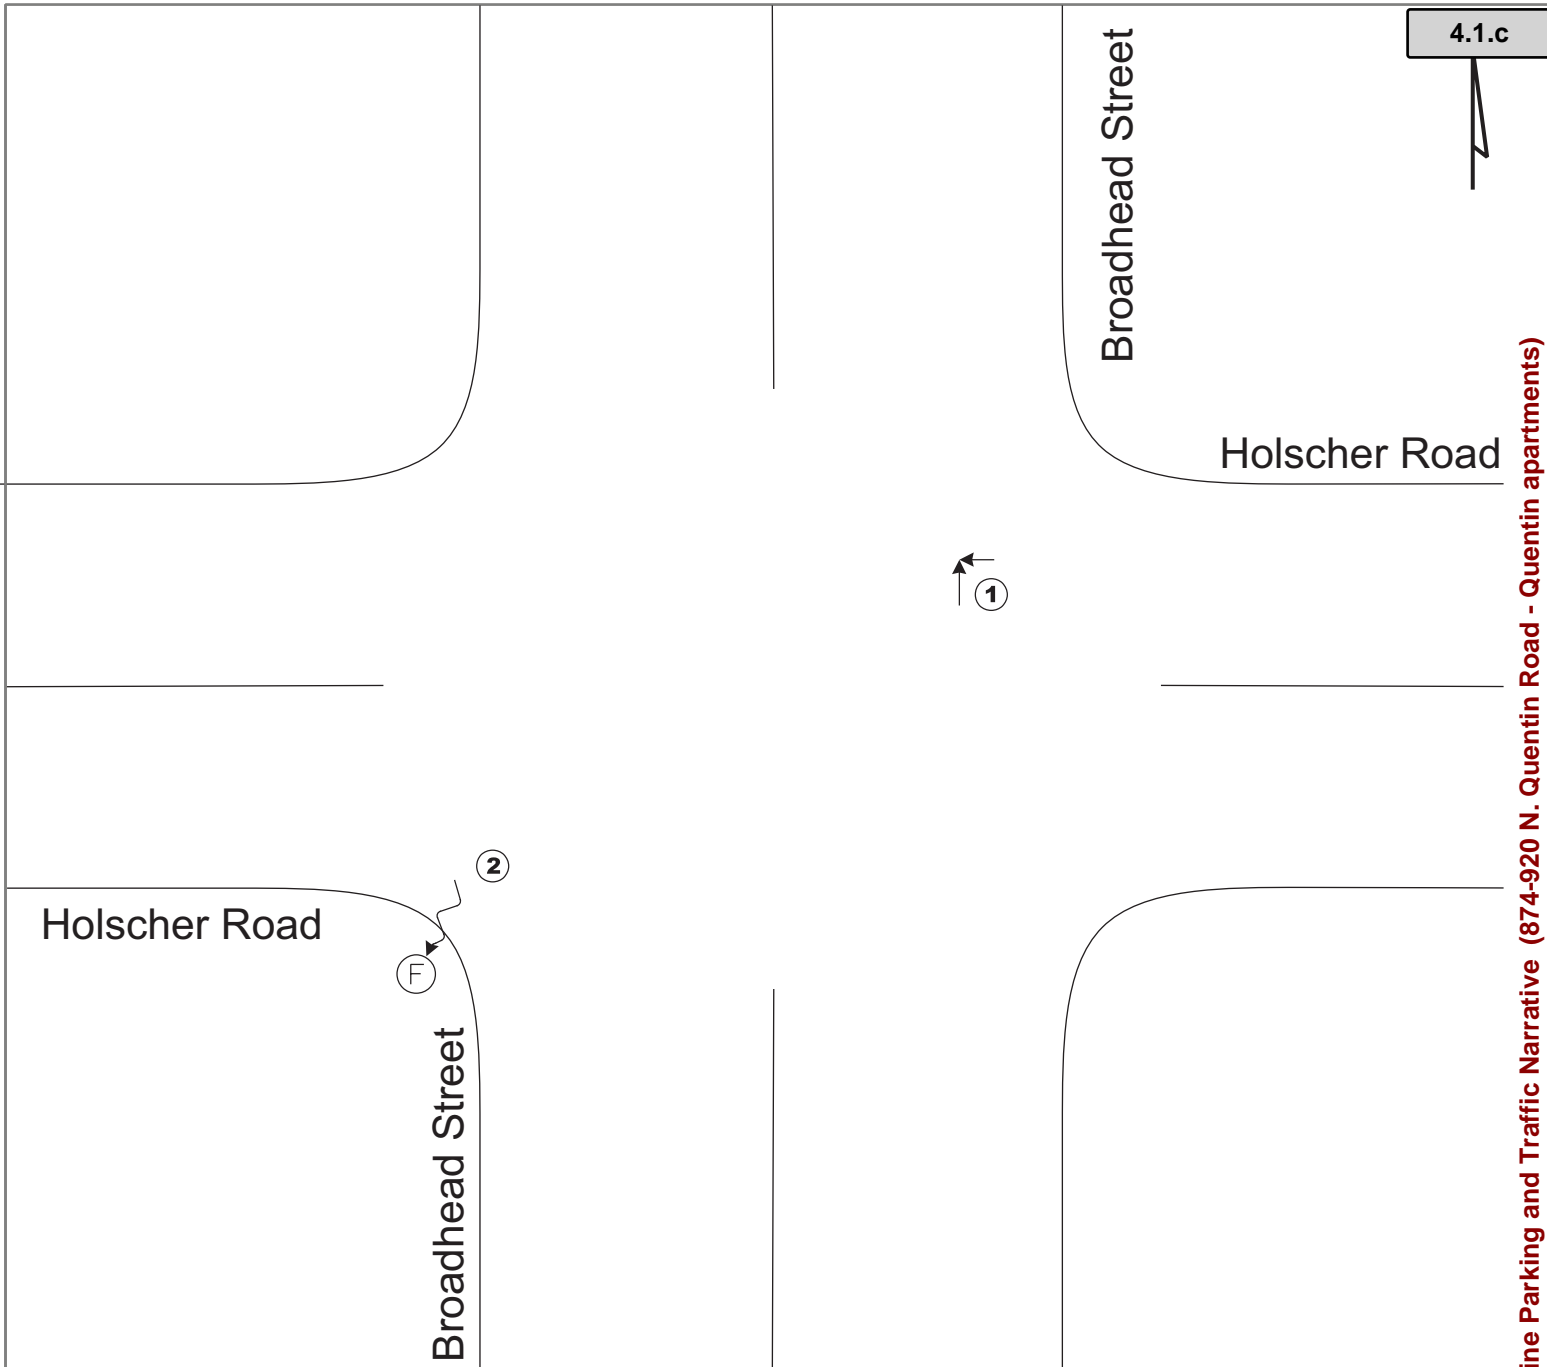 4.1.c
Broadhead Street
Holscher Road
1
2
Holscher Road
F
Broadhead Street
ine Parking and Traffic Narrative (874-920 N. Quentin Road - Quentin apartments)